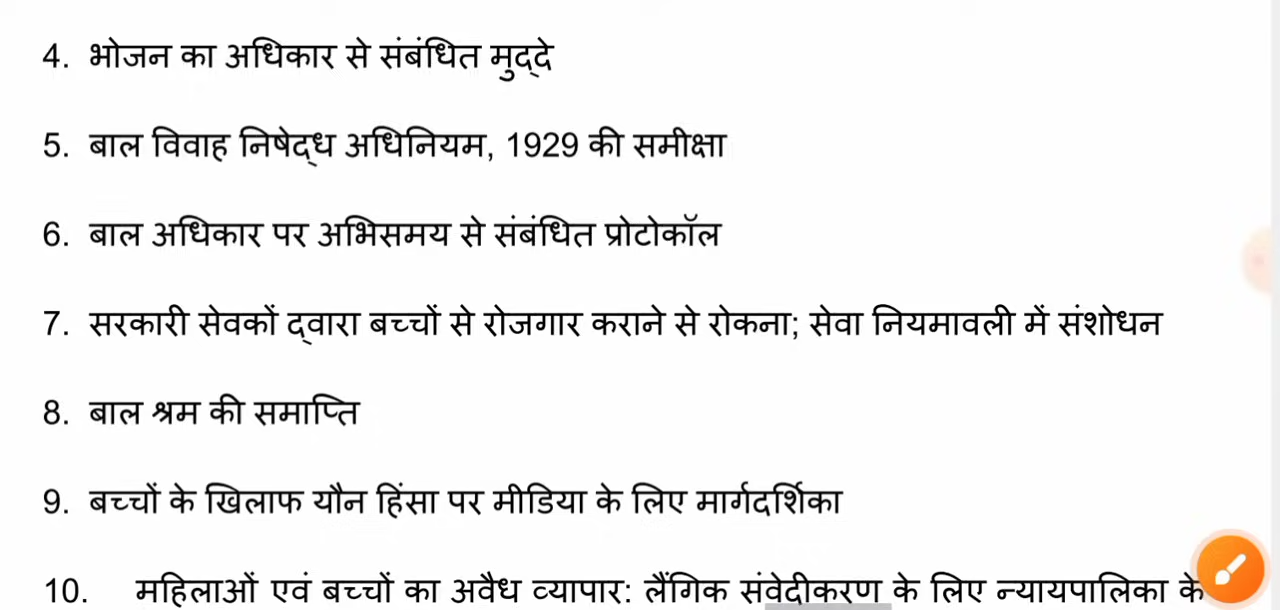 4. भोजन का अधिकार से संबंधित मुद्दे
5. बाल विवाह निषेद्ध अधिनियम, 1929 की समीक्षा
6. बाल अधिकार पर अभिसमय से संबंधित प्रोटोकॉल
7. सरकारी सेवकों द्वारा बच्चों से रोजगार कराने से रोकना; सेवा नियमावली में संशोधन
8. बाल श्रम की समाप्ति
9. बच्चों के खिलाफ यौन हिंसा पर मीडिया के लिए मार्गदर्शिका
10. महिलाओं एवं बच्चों का अवैध व्यापार: लैंगिक संवेदीकरण के लिए न्यायपालिका के